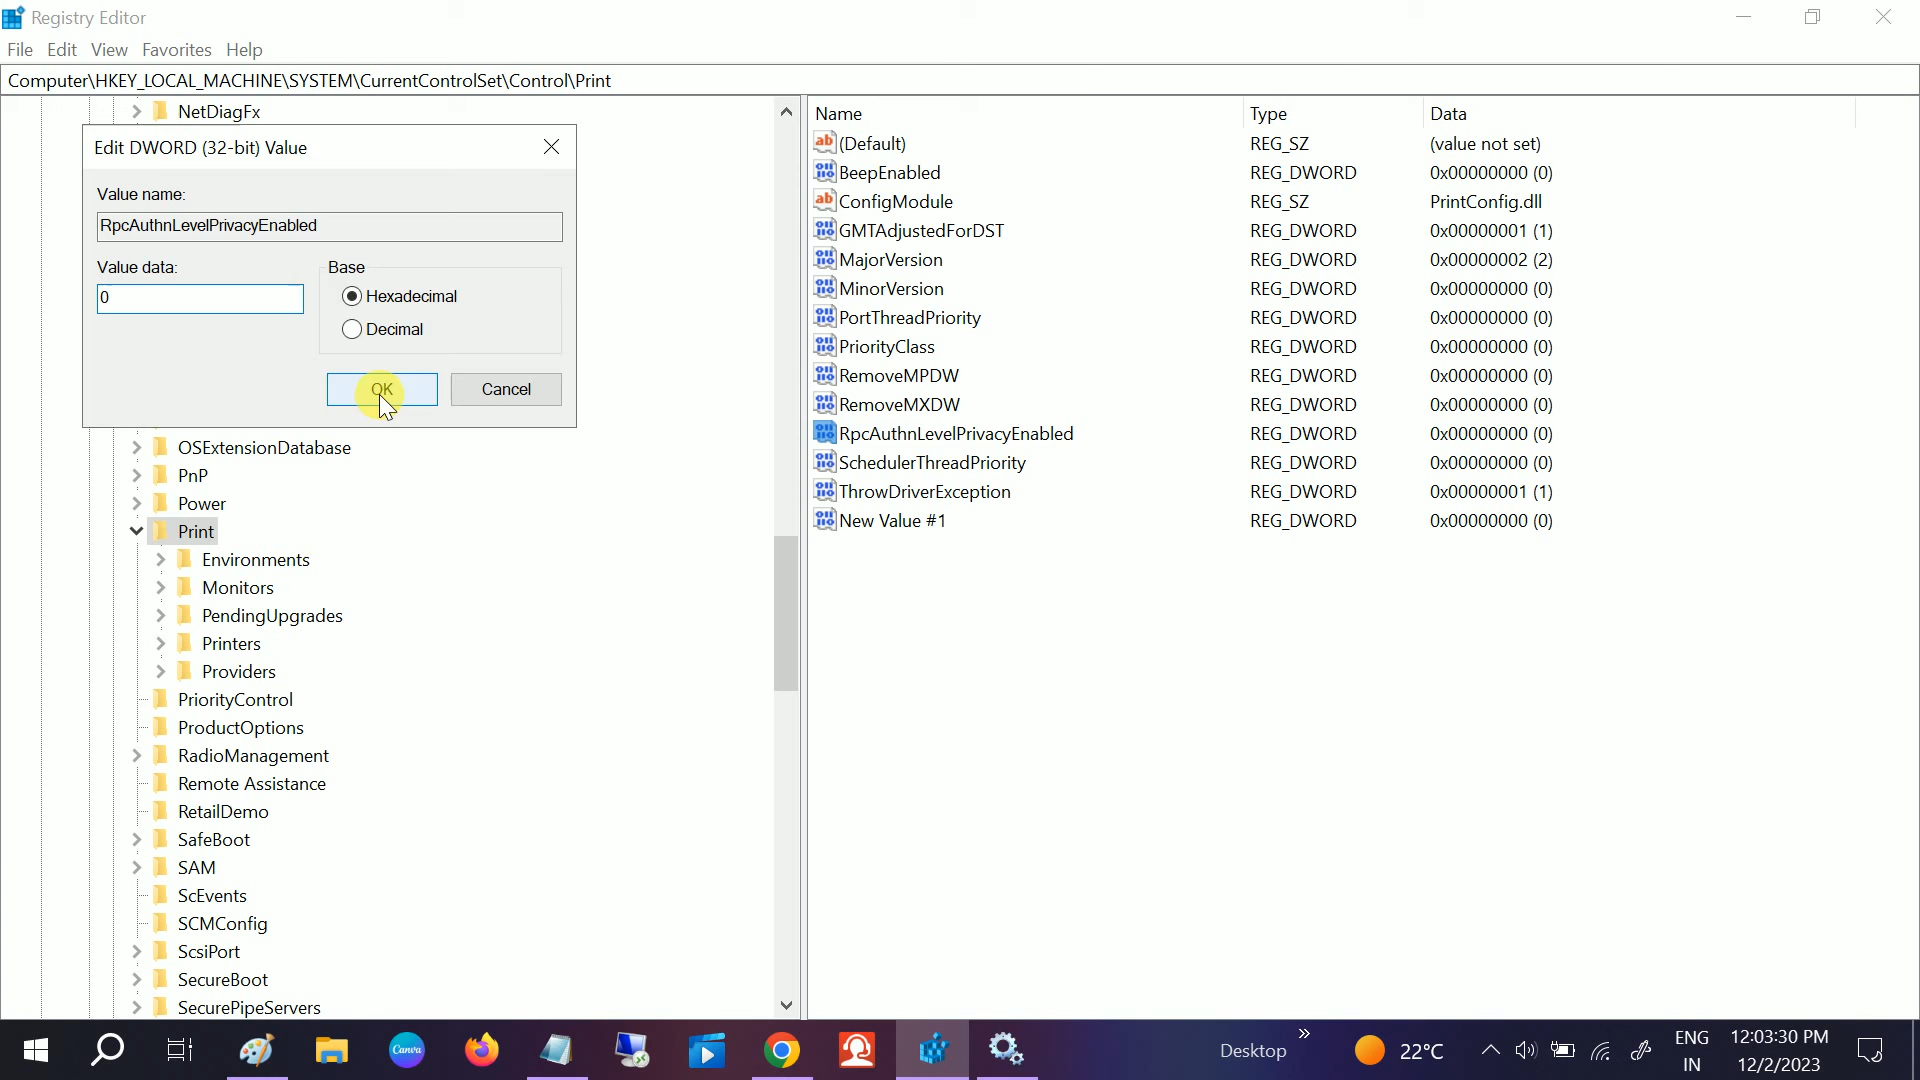 Registry Editor
File Edit View Favorites Help
Computer\HKEY_LOCAL_MACHINE\SYSTEM\CurrentControlSet\Control\Print
NetDiagFx
Edit DWORD (32-bit) Value
Value name:
RpcAuthnLevelPrivacyEnabled
Value data:
Base
0
Hexadecimal
Decimal
OK Cancel
OSExtensionDatabase
PnP
Power
Print
Environments
Monitors
PendingUpgrades
Printers
Providers
PriorityControl
ProductOptions
RadioManagement
Remote Assistance
RetailDemo
SafeBoot
SAM
ScEvents
SCMConfig
ScsiPort
SecureBoot
SecurePipeServers
Name Type Data
(Default) REG_SZ (value not set)
BeepEnabled REG_DWORD 0x00000000 (0)
ConfigModule REG_SZ PrintConfig.dll
GMTAdjustedForDST REG_DWORD 0x00000001 (1)
MajorVersion REG_DWORD 0x00000002 (2)
MinorVersion REG_DWORD 0x00000000 (0)
PortThreadPriority REG_DWORD 0x00000000 (0)
PriorityClass REG_DWORD 0x00000000 (0)
RemoveMPDW REG_DWORD 0x00000000 (0)
RemoveMXDW REG_DWORD 0x00000000 (0)
RpcAuthnLevelPrivacyEnabled REG_DWORD 0x00000000 (0)
SchedulerThreadPriority REG_DWORD 0x00000000 (0)
ThrowDriverException REG_DWORD 0x00000001 (1)
New Value #1 REG_DWORD 0x00000000 (0)
Canva
Desktop
22°C
ENG
IN
12:03:30 PM
12/2/2023